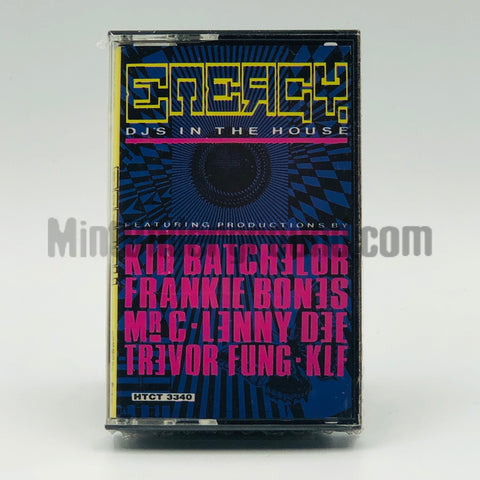 ENERGY
DJ'S IN THE HOUSE
FEATURING PRODUCTIONS BY
KID BATCHELOR
FRANKIE BONES
MR C · LENNY DEE
TREVOR FUNG · KLF
HTCT 3340